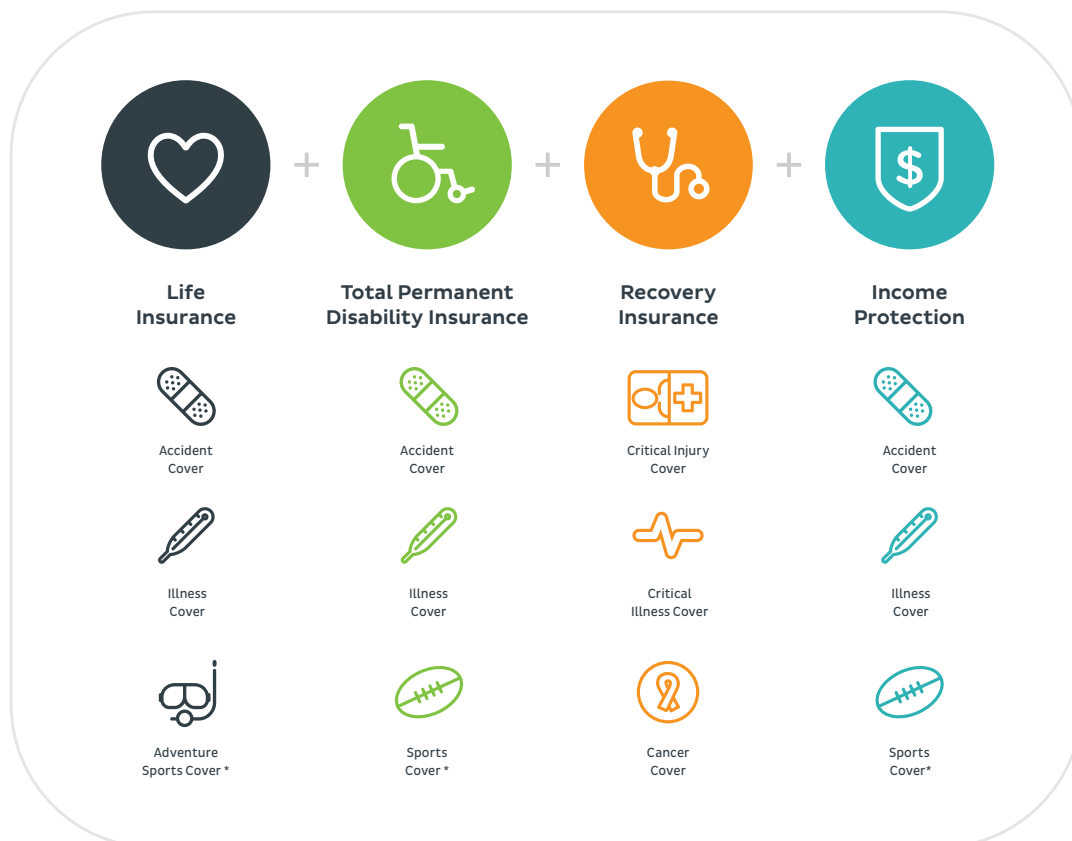 Life
Insurance
Total Permanent
Disability Insurance
Recovery
Insurance
Income
Protection
Accident
Cover
Accident
Cover
Critical Injury
Cover
Accident
Cover
Illness
Cover
Illness
Cover
Critical
Illness Cover
Illness
Cover
Adventure
Sports Cover *
Sports
Cover *
Cancer
Cover
Sports
Cover*